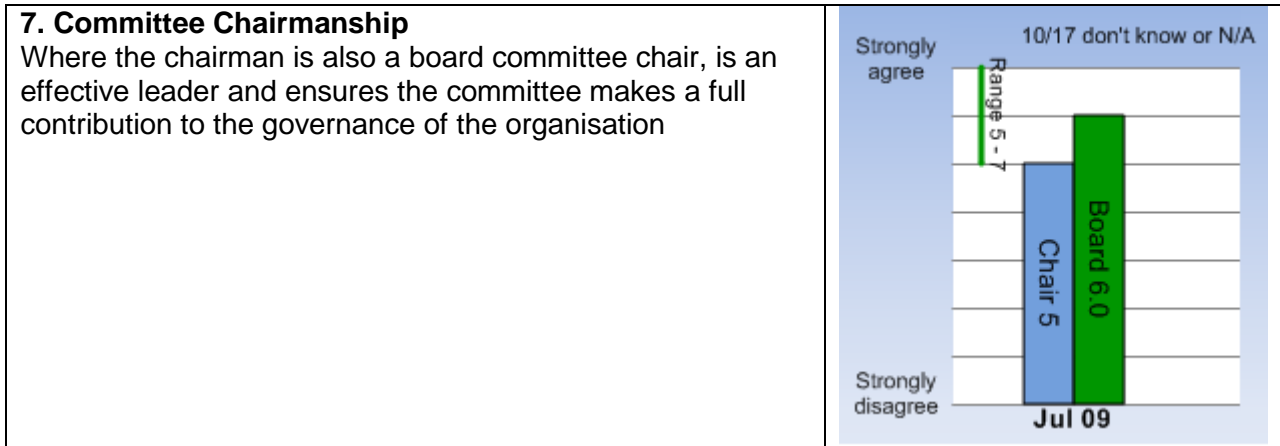 7. Committee Chairmanship
Where the chairman is also a board committee chair, is an
effective leader and ensures the committee makes a full
contribution to the governance of the organisation
10/17 don't know or N/A
Strongly
agree
Range 5 - 7
Chair 5
Board 6.0
Strongly
disagree
Jul 09